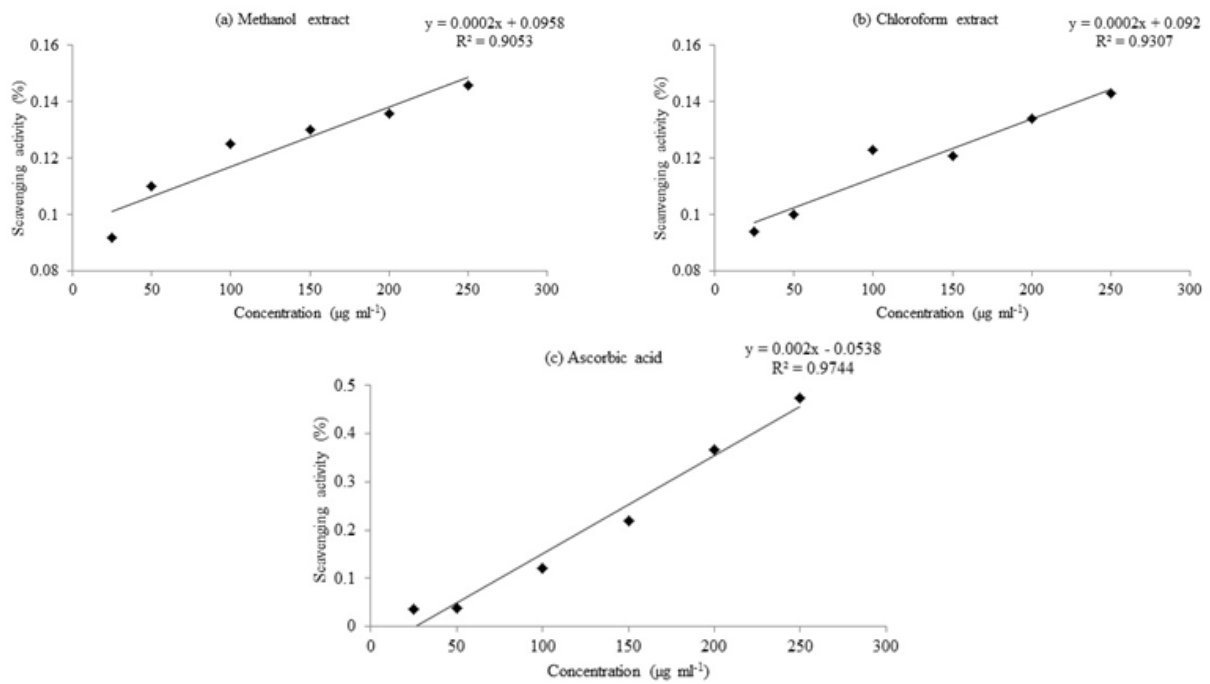 (a) Methanol extract
y = 0.0002x + 0.0958
R² = 0.9053
0.16
0.14
0.12
0.1
0.08
Scavenging activity (%)
0 50 100 150 200 250 300
Concentration (µg ml⁻¹)
(b) Chloroform extract
y = 0.0002x + 0.092
R² = 0.9307
0.16
0.14
0.12
0.1
0.08
Scanvenging activity (%)
0 50 100 150 200 250 300
Concentration (µg ml⁻¹)
(c) Ascorbic acid
y = 0.002x - 0.0538
R² = 0.9744
0.5
0.4
0.3
0.2
0.1
0
Scavenging activity (%)
0 50 100 150 200 250 300
Concentration (µg ml⁻¹)